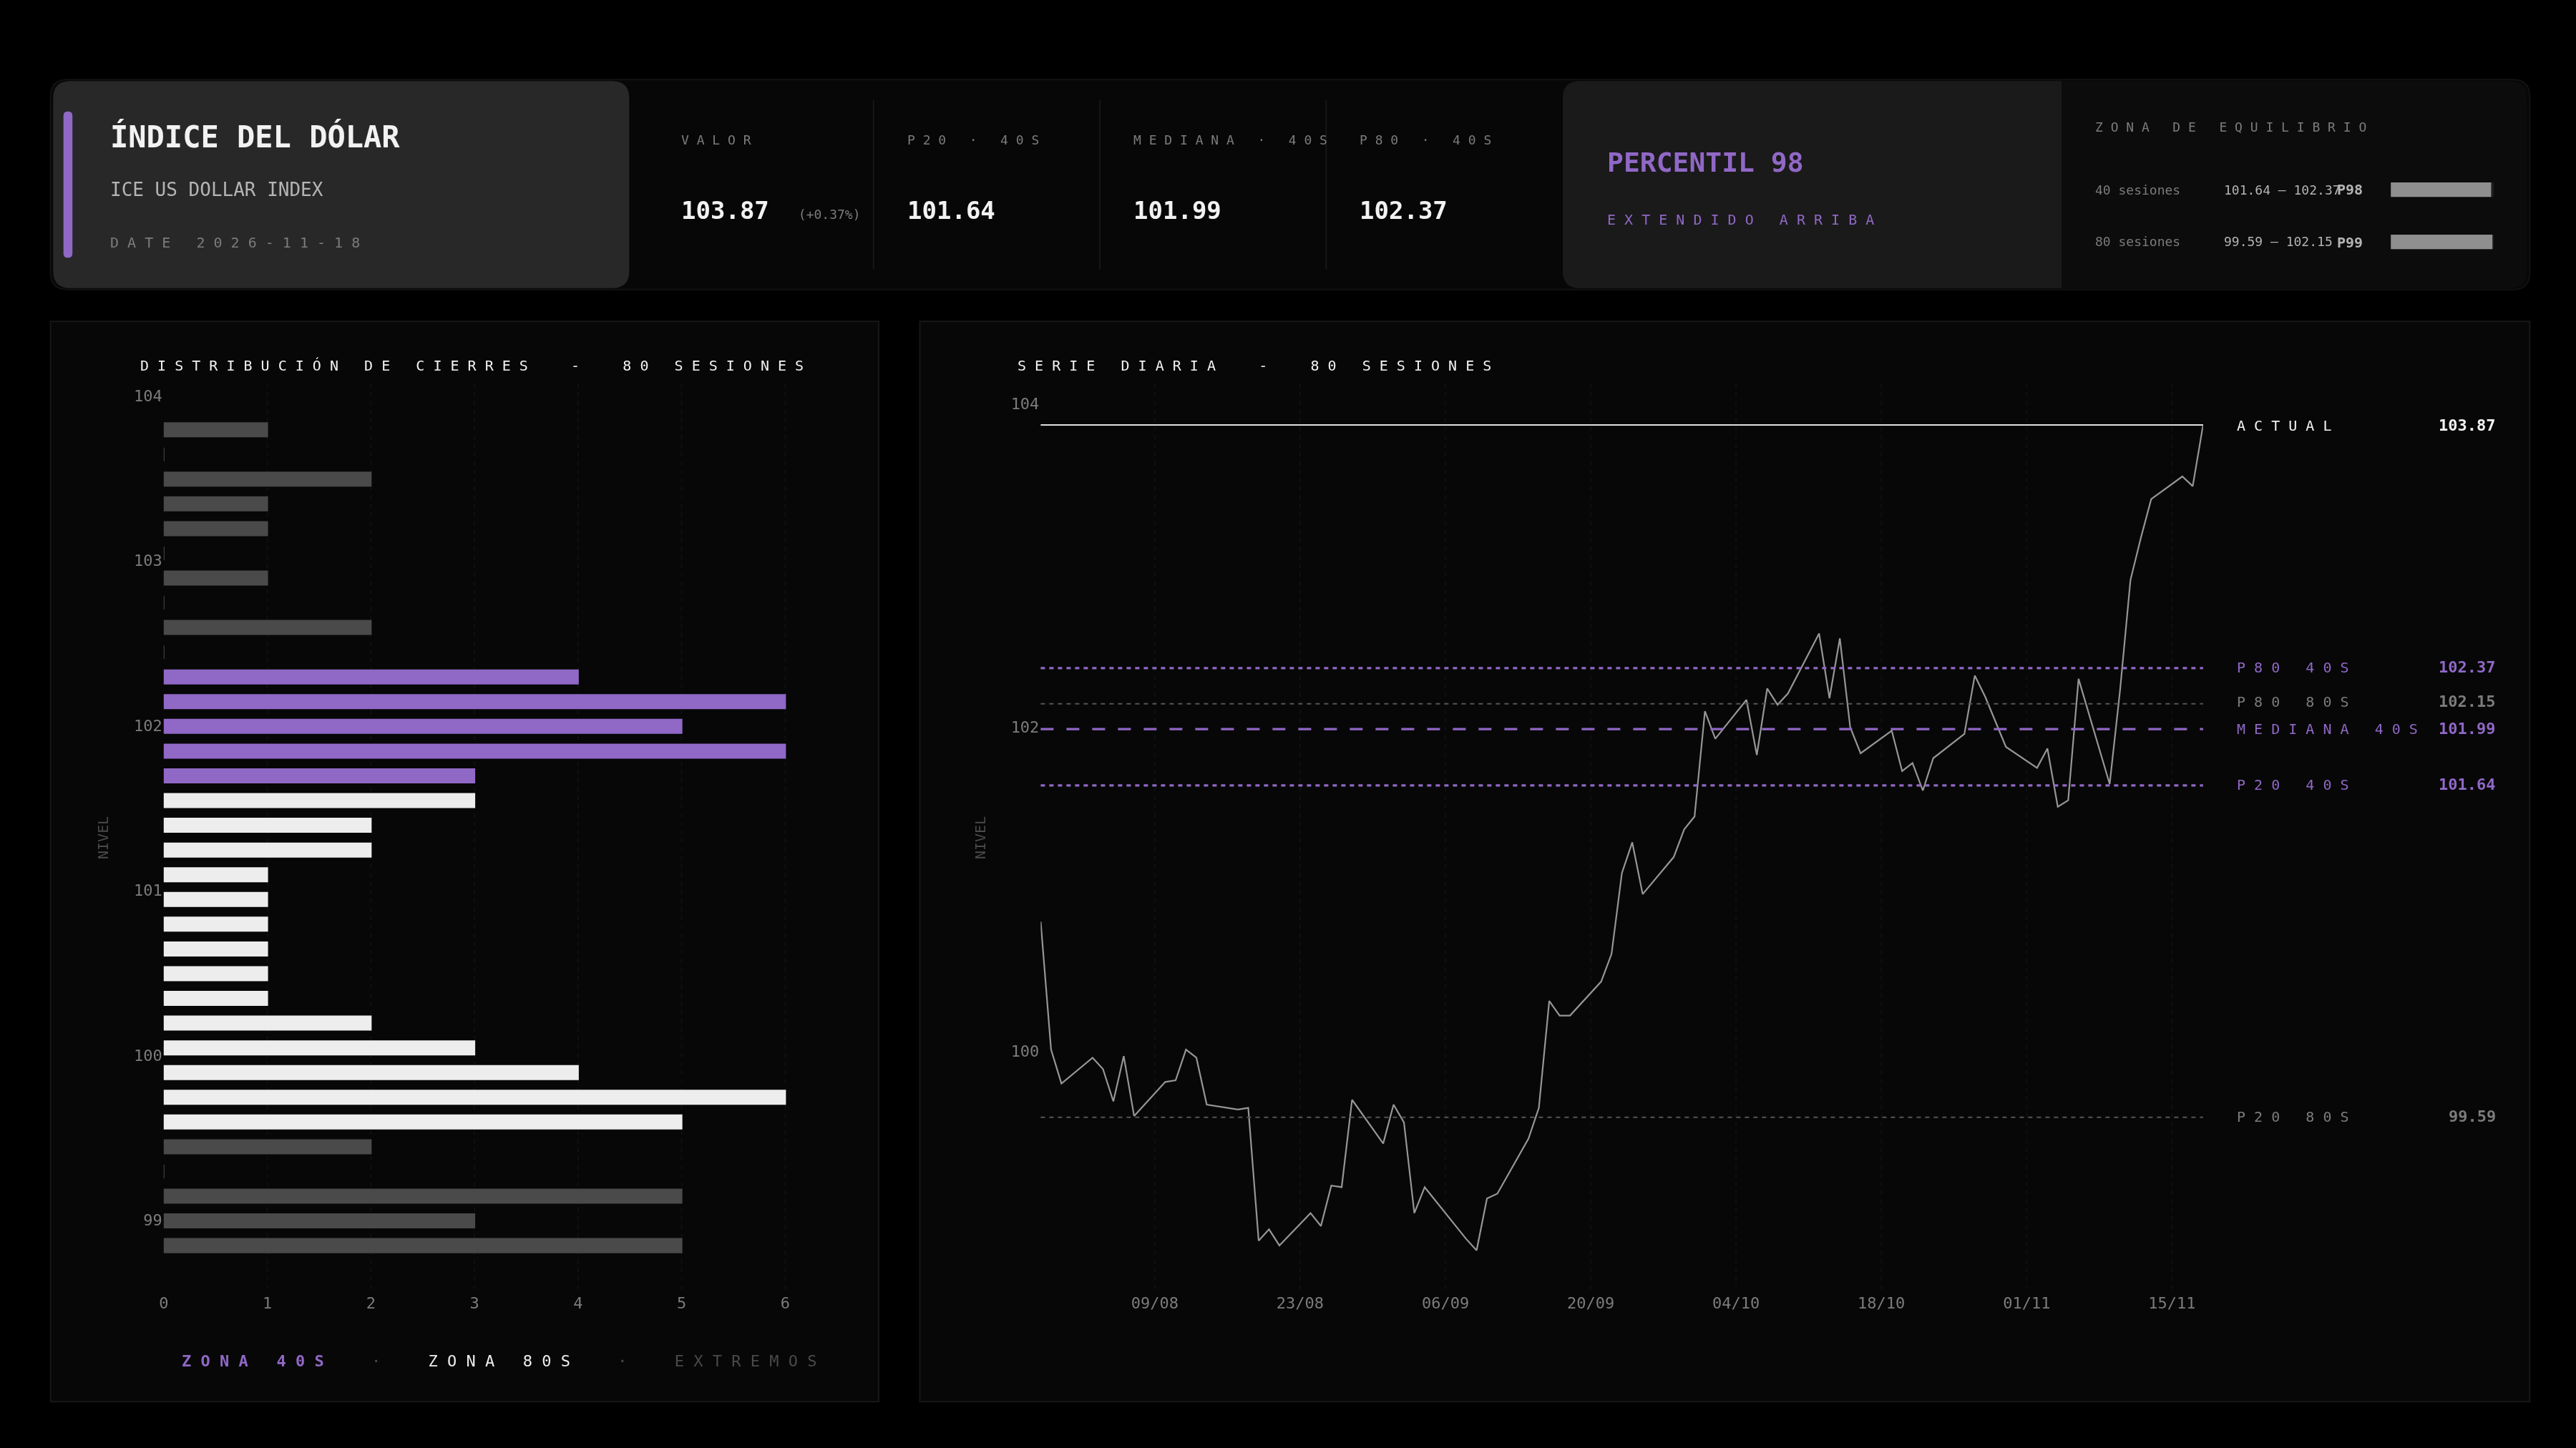 ÍNDICE DEL DÓLAR
ICE US DOLLAR INDEX
DATE 2026-11-18
VALOR
103.87 (+0.37%)
P20 · 40S
101.64
MEDIANA · 40S
101.99
P80 · 40S
102.37
PERCENTIL 98
EXTENDIDO ARRIBA
ZONA DE EQUILIBRIO
40 sesiones 101.64 — 102.37 P98
80 sesiones 99.59 — 102.15 P99
DISTRIBUCIÓN DE CIERRES - 80 SESIONES
104
103
102
101
100
99
NIVEL
0 1 2 3 4 5 6
ZONA 40S · ZONA 80S · EXTREMOS
SERIE DIARIA - 80 SESIONES
104
102
100
NIVEL
09/08 23/08 06/09 20/09 04/10 18/10 01/11 15/11
ACTUAL 103.87
P80 40S 102.37
P80 80S 102.15
MEDIANA 40S 101.99
P20 40S 101.64
P20 80S 99.59